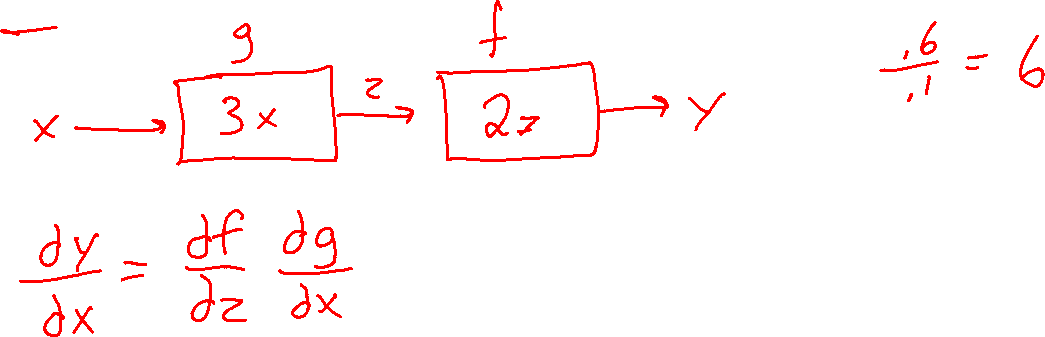 g f
x → 3x z → 2z → y
.6/.1 = 6
dy/dx = df/dz dg/dx